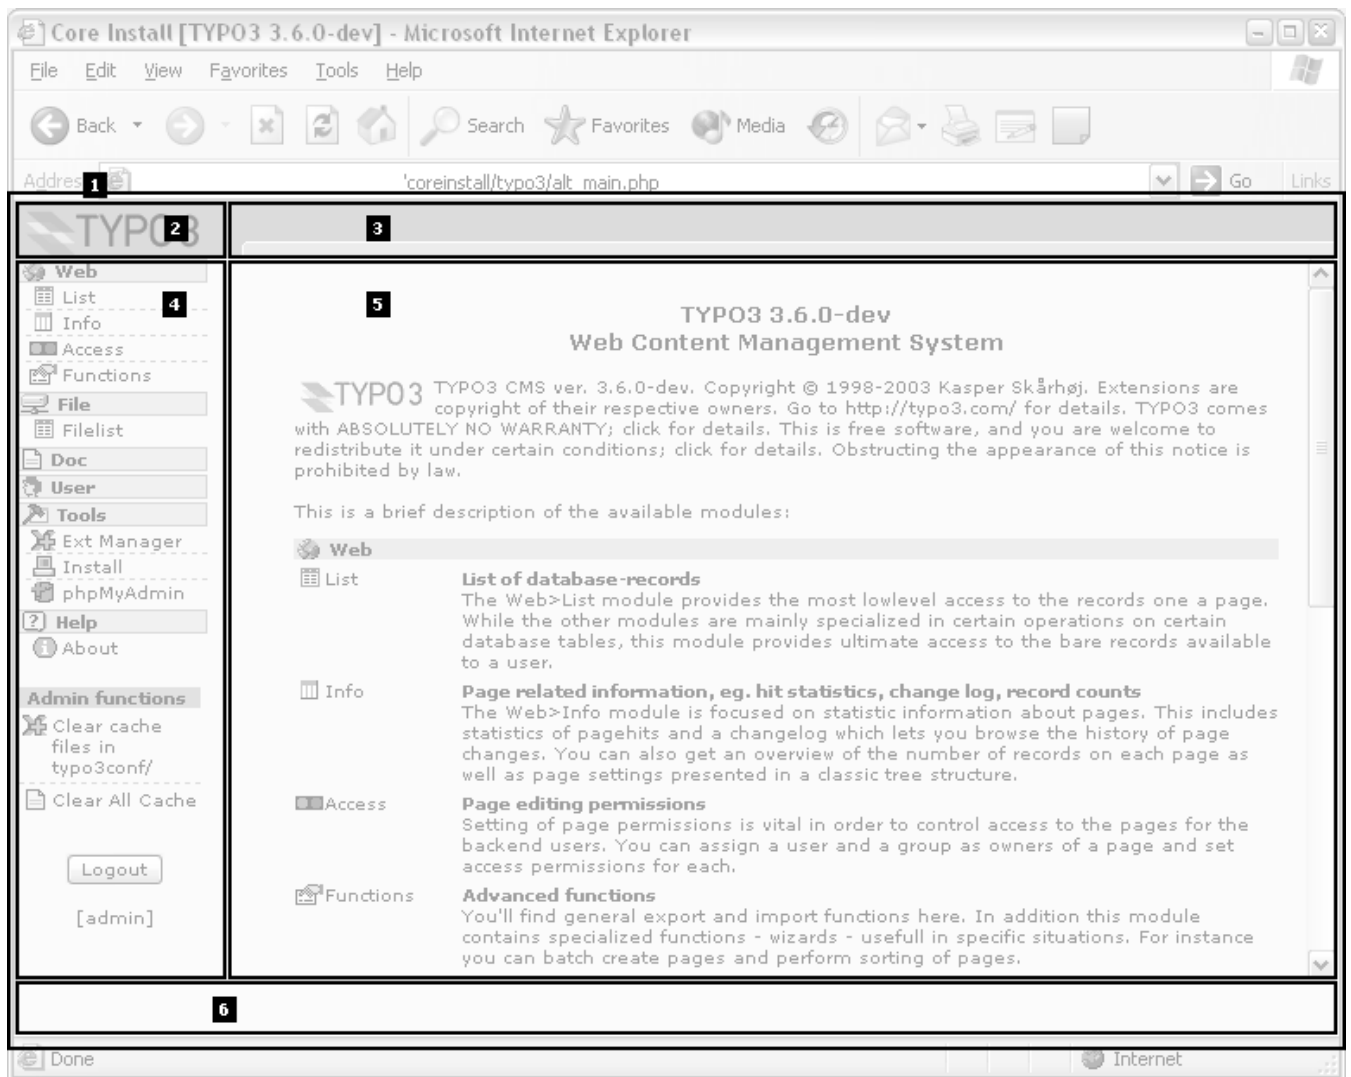 Core Install [TYPO3 3.6.0-dev] - Microsoft Internet Explorer
File Edit View Favorites Tools Help
Back Search Favorites Media
Address 'coreinstall/typo3/alt_main.php Go Links
1
TYPO3 2 3
Web
List 4 5
Info
Access
Functions
File
Filelist
Doc
User
Tools
Ext Manager
Install
phpMyAdmin
Help
About
Admin functions
Clear cache
files in
typo3conf/
Clear All Cache
Logout
[admin]
TYPO3 3.6.0-dev
Web Content Management System
TYPO3 TYPO3 CMS ver. 3.6.0-dev. Copyright © 1998-2003 Kasper Skårhøj. Extensions are
copyright of their respective owners. Go to http://typo3.com/ for details. TYPO3 comes
with ABSOLUTELY NO WARRANTY; click for details. This is free software, and you are welcome to
redistribute it under certain conditions; click for details. Obstructing the appearance of this notice is
prohibited by law.
This is a brief description of the available modules:
Web
List List of database-records
The Web>List module provides the most lowlevel access to the records one a page.
While the other modules are mainly specialized in certain operations on certain
database tables, this module provides ultimate access to the bare records available
to a user.
Info Page related information, eg. hit statistics, change log, record counts
The Web>Info module is focused on statistic information about pages. This includes
statistics of pagehits and a changelog which lets you browse the history of page
changes. You can also get an overview of the number of records on each page as
well as page settings presented in a classic tree structure.
Access Page editing permissions
Setting of page permissions is vital in order to control access to the pages for the
backend users. You can assign a user and a group as owners of a page and set
access permissions for each.
Functions Advanced functions
You'll find general export and import functions here. In addition this module
contains specialized functions - wizards - usefull in specific situations. For instance
you can batch create pages and perform sorting of pages.
6
Done Internet